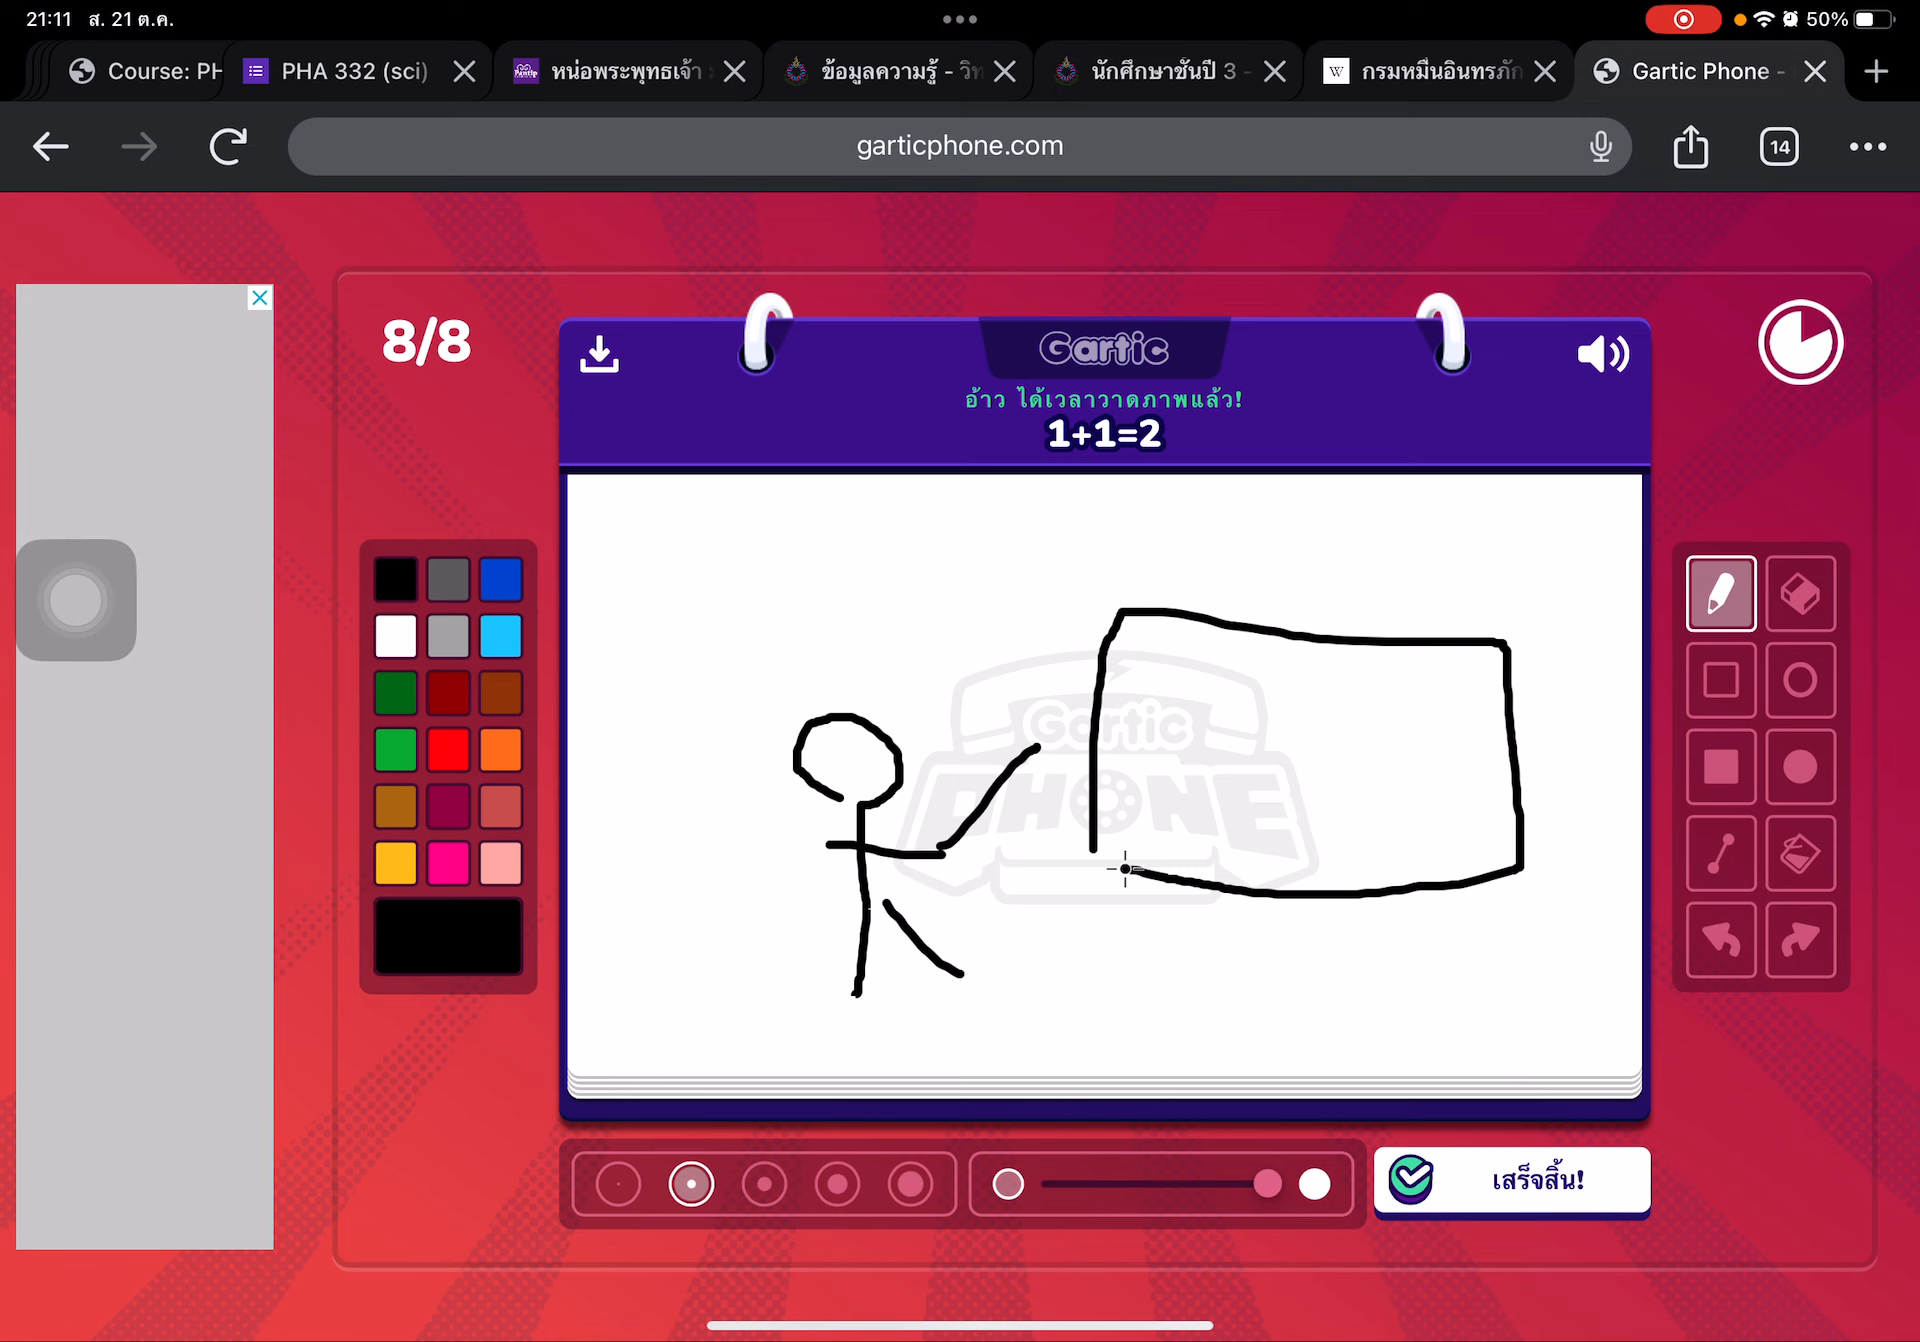 21:11 ส. 21 ต.ค.
50%
Course: PH
PHA 332 (sci)
หน่อพระพุทธเจ้า
ข้อมูลความรู้ - วิท
นักศึกษาชั้นปี 3 -
W กรมหมื่นอินทรภัก
Gartic Phone -
garticphone.com
14
8/8
Gartic
อ้าว ได้เวลาวาดภาพแล้ว!
1+1=2
Gartic
PHONE
เสร็จสิ้น!